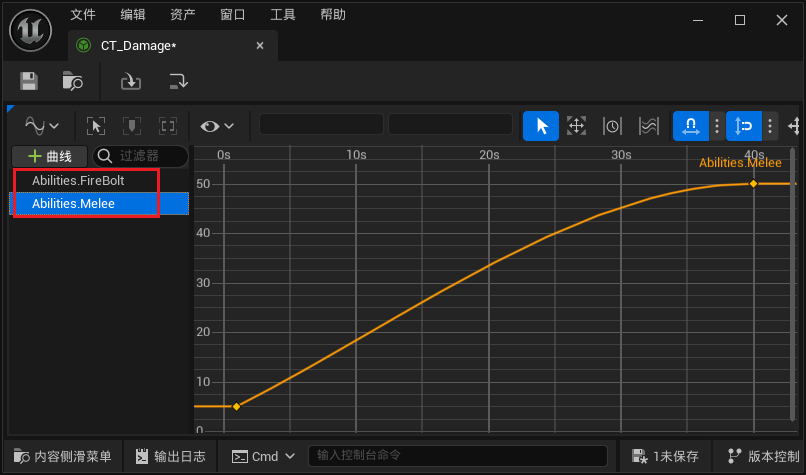 文件 编辑 资产 窗口 工具 帮助
CT_Damage*
曲线 过滤器
Abilities.FireBolt
Abilities.Melee
0s 10s 20s 30s 40s
Abilities.Melee
50
40
30
20
10
0
内容侧滑菜单 输出日志 Cmd 输入控制台命令 1未保存 版本控制